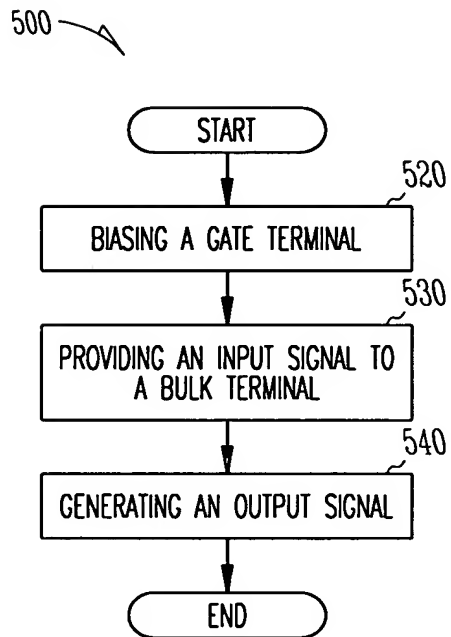 500
START
520
BIASING A GATE TERMINAL
530
PROVIDING AN INPUT SIGNAL TO
A BULK TERMINAL
540
GENERATING AN OUTPUT SIGNAL
END